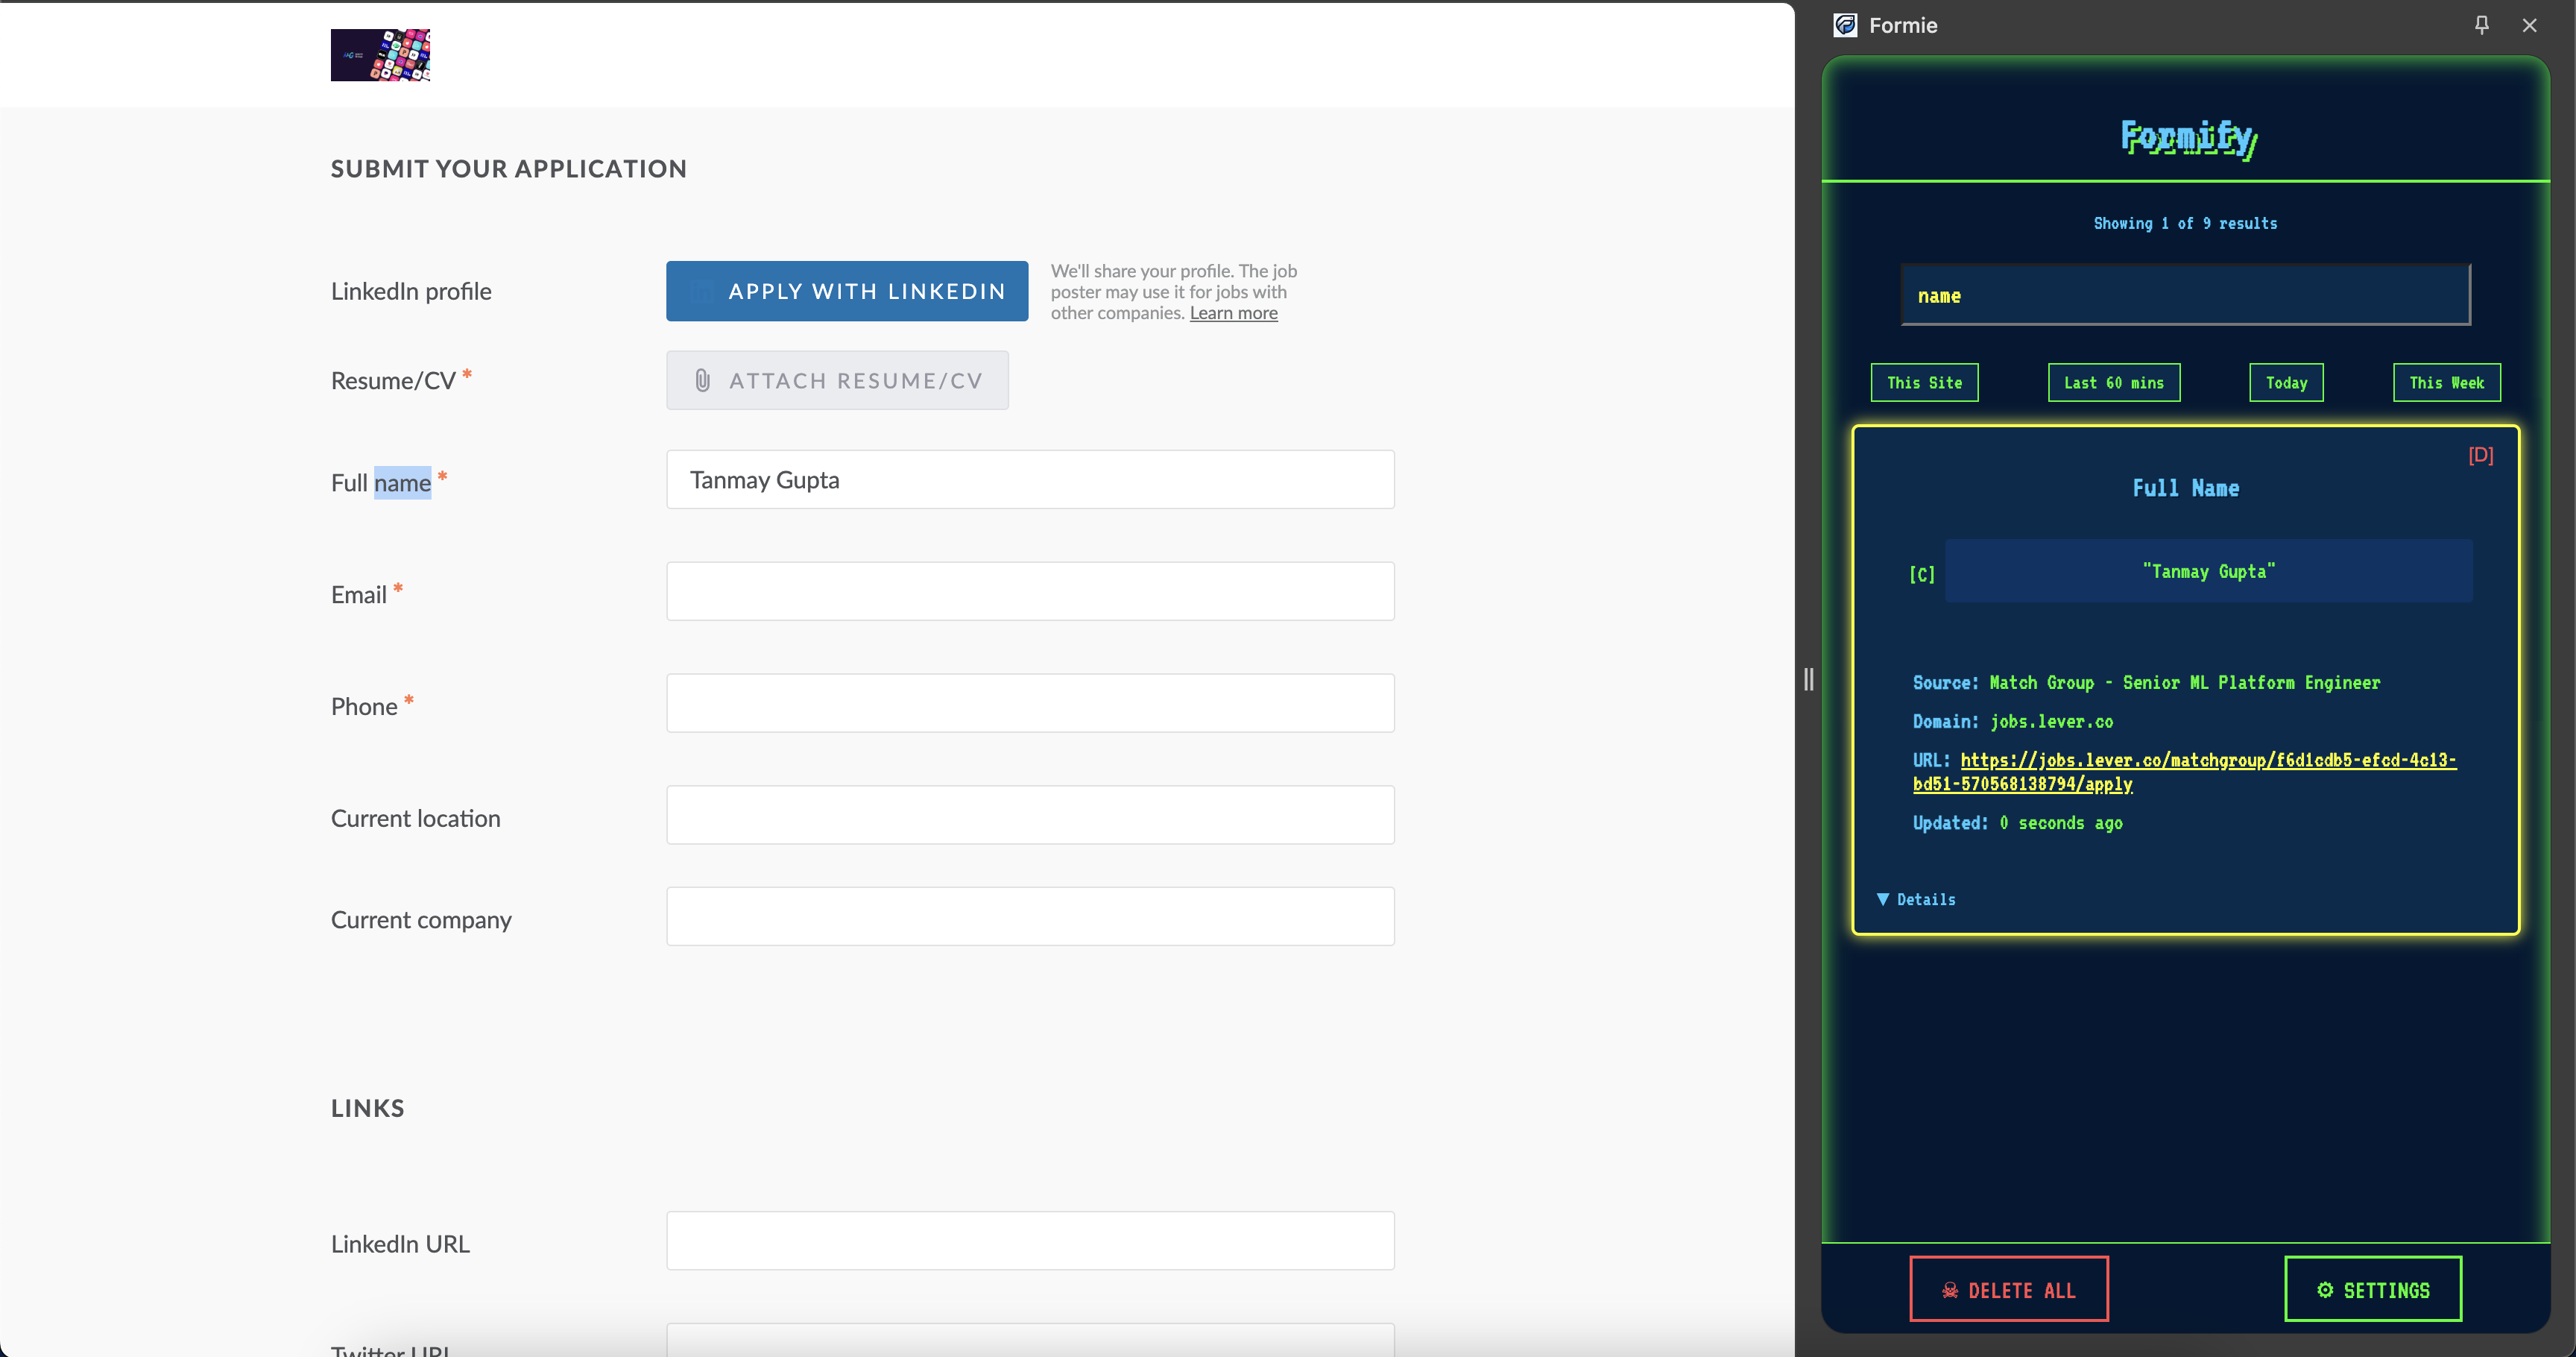 SUBMIT YOUR APPLICATION
LinkedIn profile
APPLY WITH LINKEDIN
We'll share your profile. The job
poster may use it for jobs with
other companies. Learn more
Resume/CV *
ATTACH RESUME/CV
Full name *
Tanmay Gupta
Email *
Phone *
Current location
Current company
LINKS
LinkedIn URL
Twitter URL
Formie
Formify
Showing 1 of 9 results
name
This Site
Last 60 mins
Today
This Week
[D]
Full Name
[C]
"Tanmay Gupta"
Source: Match Group - Senior ML Platform Engineer
Domain: jobs.lever.co
URL: https://jobs.lever.co/matchgroup/f6d1cdb5-efcd-4c13-
bd51-570568138794/apply
Updated: 0 seconds ago
▼ Details
☠ DELETE ALL
⚙ SETTINGS